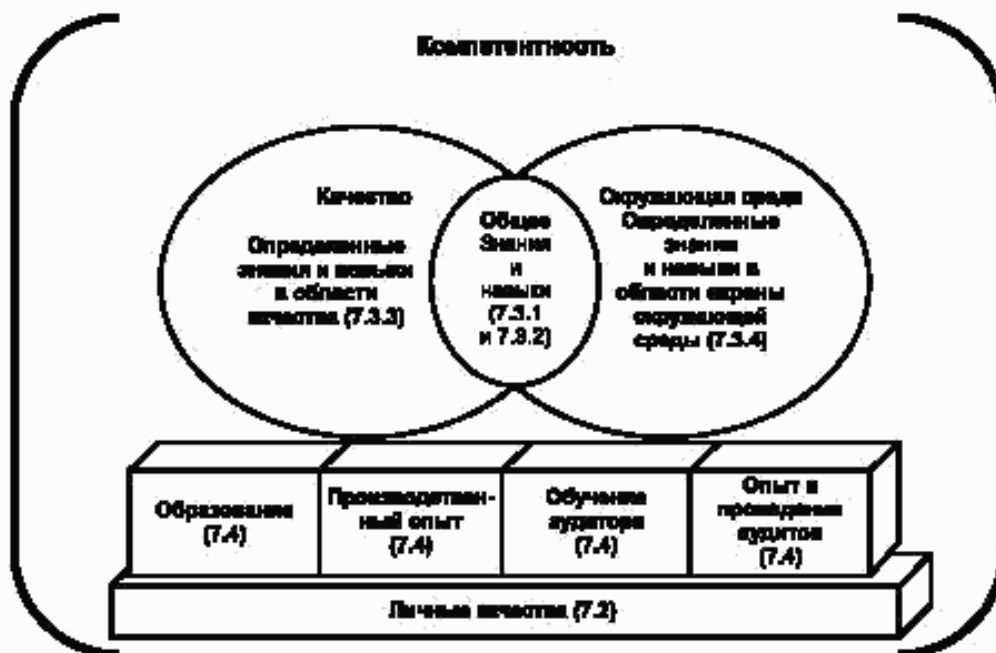 Компетентность
Качество
Определенные
знания и навыки
в области
качества (7.3.3)
Общее
Знания
и
навыки
(7.3.1
и 7.3.2)
Окружающая среда
Определенные
знания
и навыки в
области охраны
окружающей
среды (7.3.4)
Образование
(7.4)
Производствен-
ный опыт
(7.4)
Обучение
аудитора
(7.4)
Опыт в
проведении
аудитов
(7.4)
Личные качества (7.2)